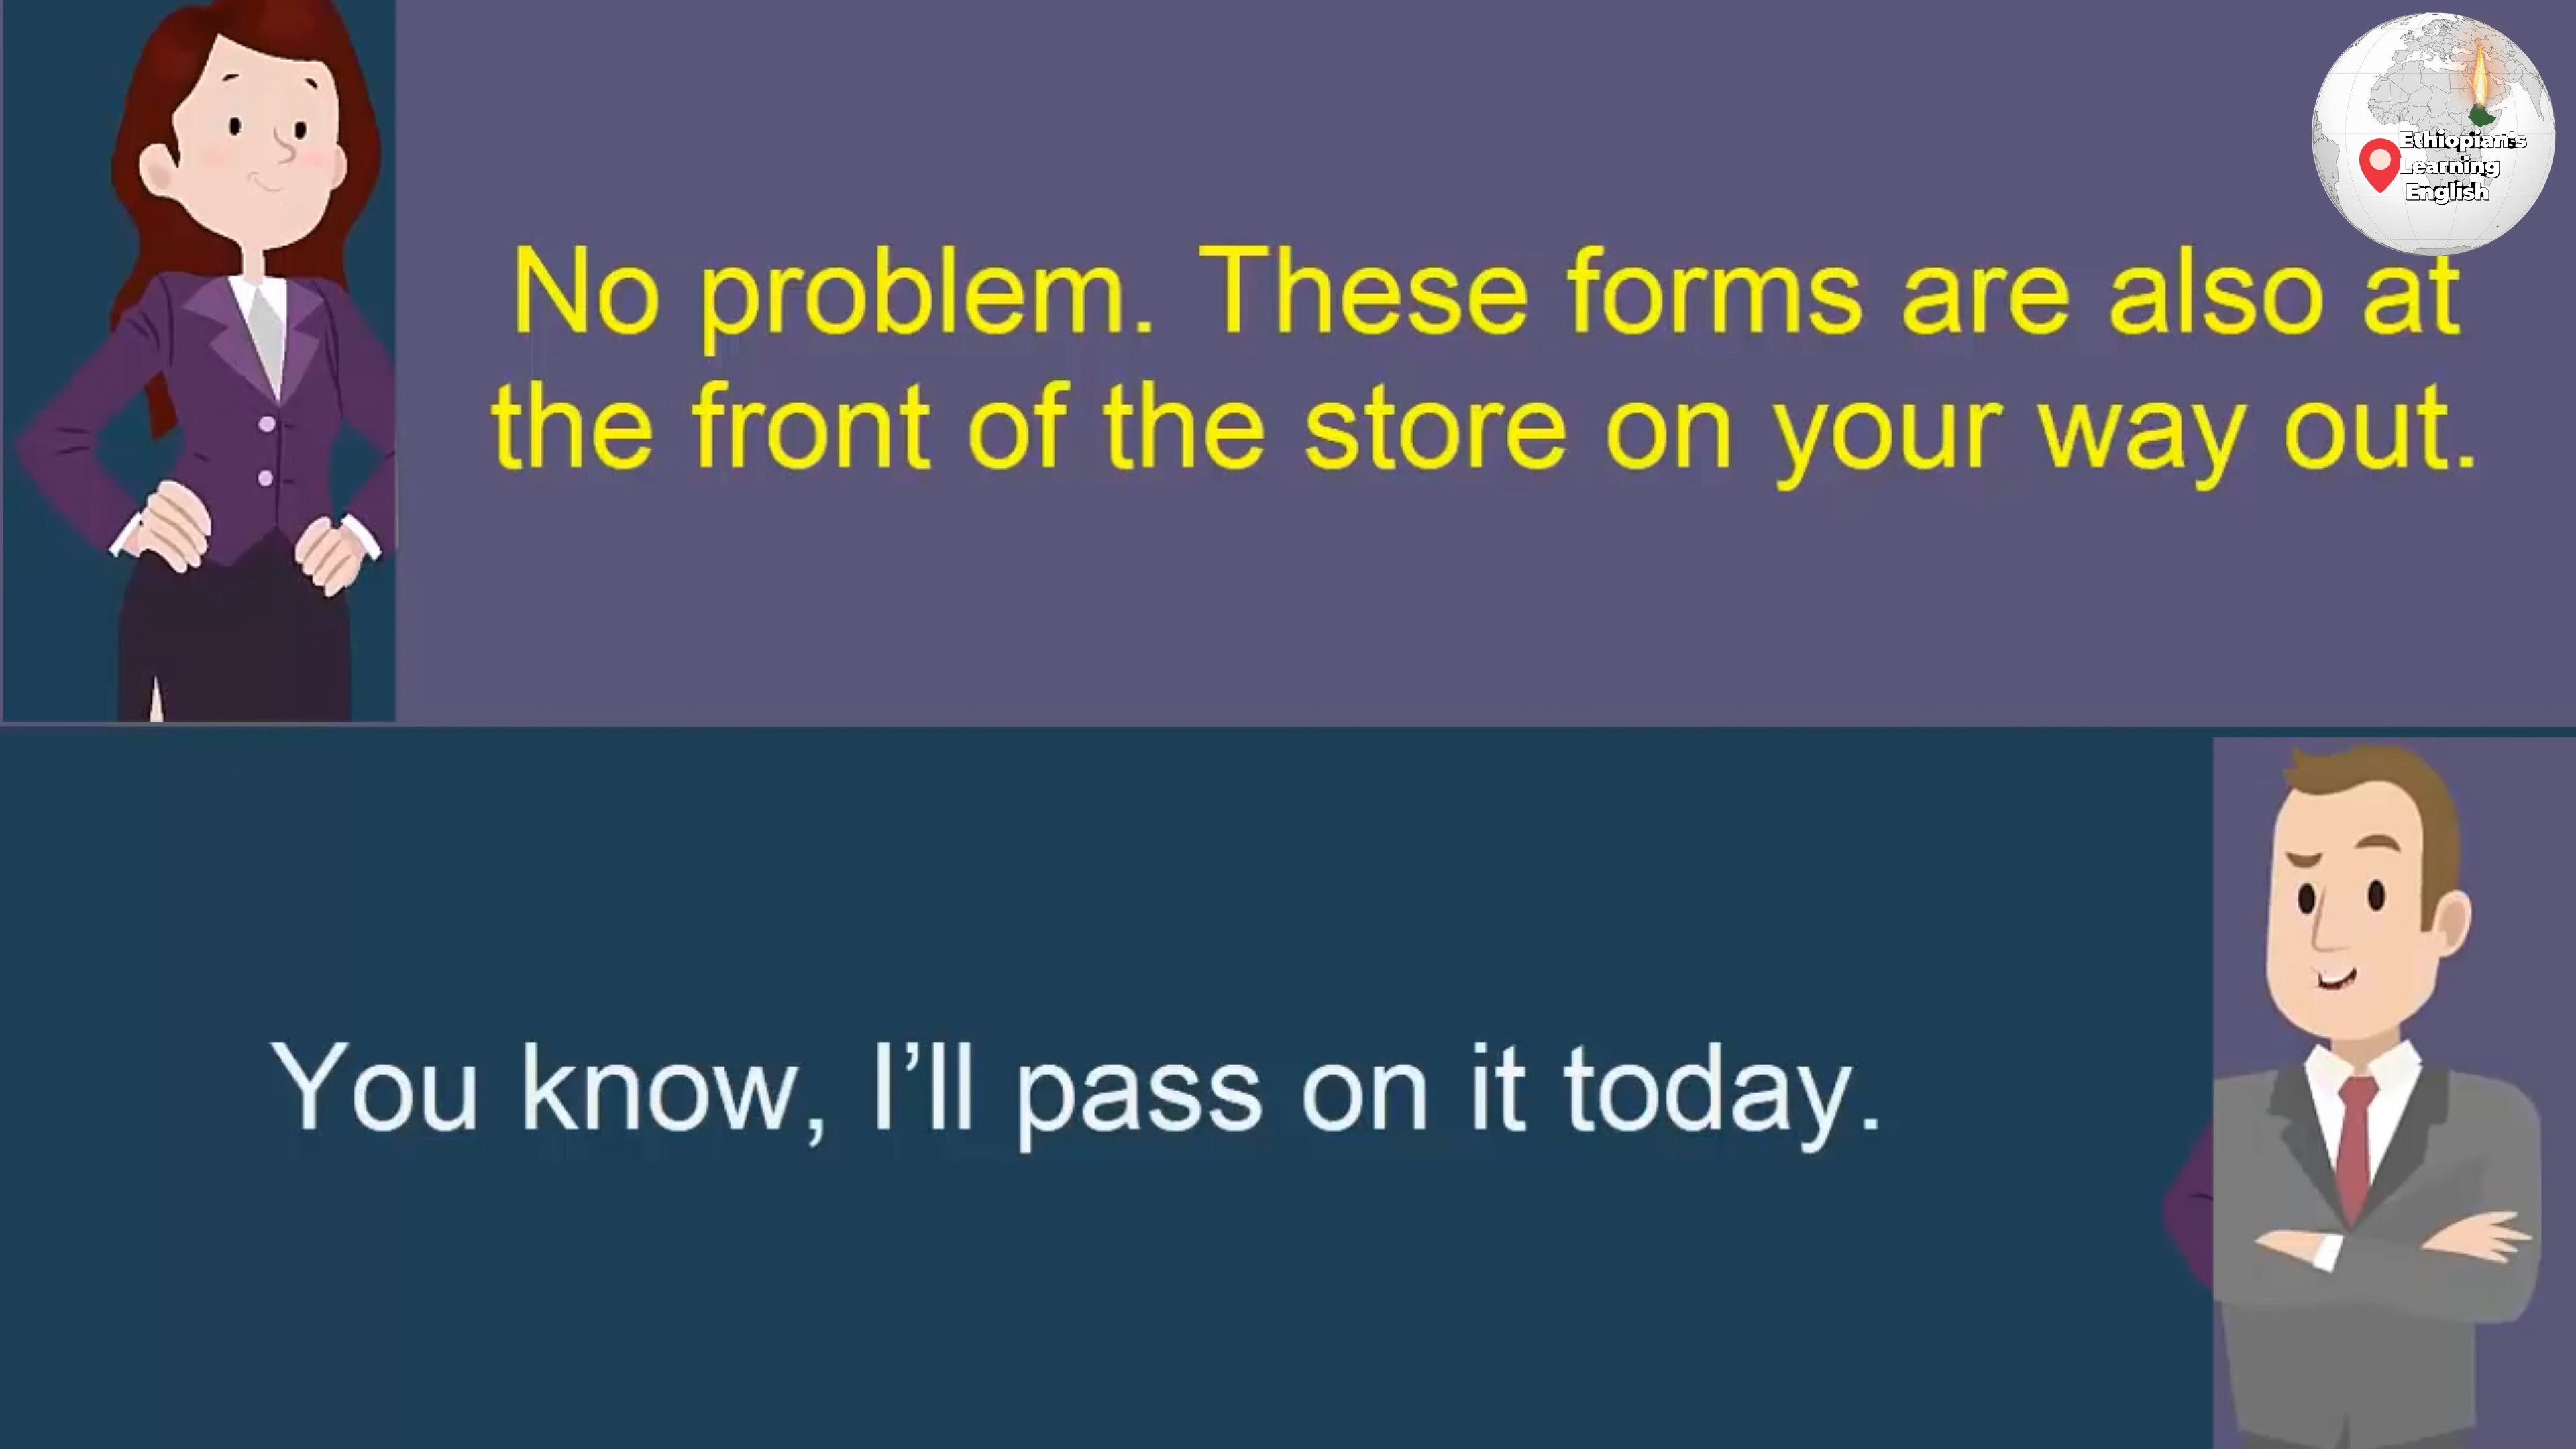 Ethiopian's
Learning
English
No problem. These forms are also at
the front of the store on your way out.
You know, I’ll pass on it today.